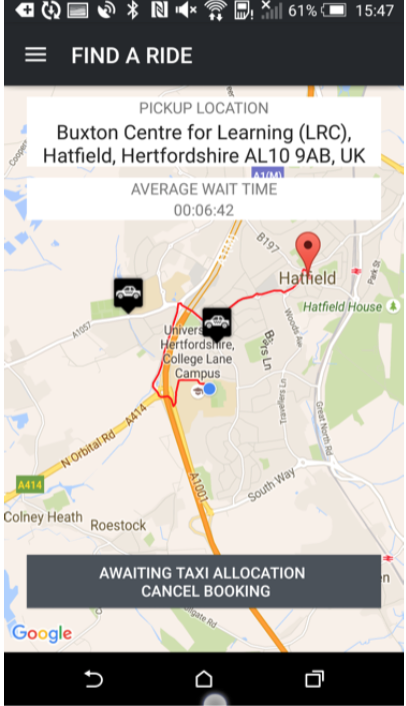 61% 15:47
FIND A RIDE
PICKUP LOCATION
Buxton Centre for Learning (LRC),
Hatfield, Hertfordshire AL10 9AB, UK
A1(M)
AVERAGE WAIT TIME
00:06:42
B197
Hatfield
Park St
Hatfield House
A1057
Hertfordshire,
College Lane
Campus
Woods Ave
Travellers Ln
Great North Rd
N Orbital Rd
A414
A414
A1001
South Way
Colney Heath
Roestock
AWAITING TAXI ALLOCATION
CANCEL BOOKING
Google